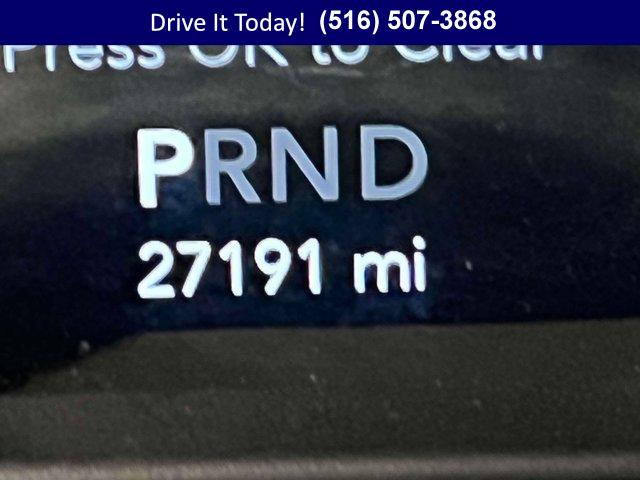 Drive It Today! (516) 507-3868
Press OK to Clear
PRND
27191 mi